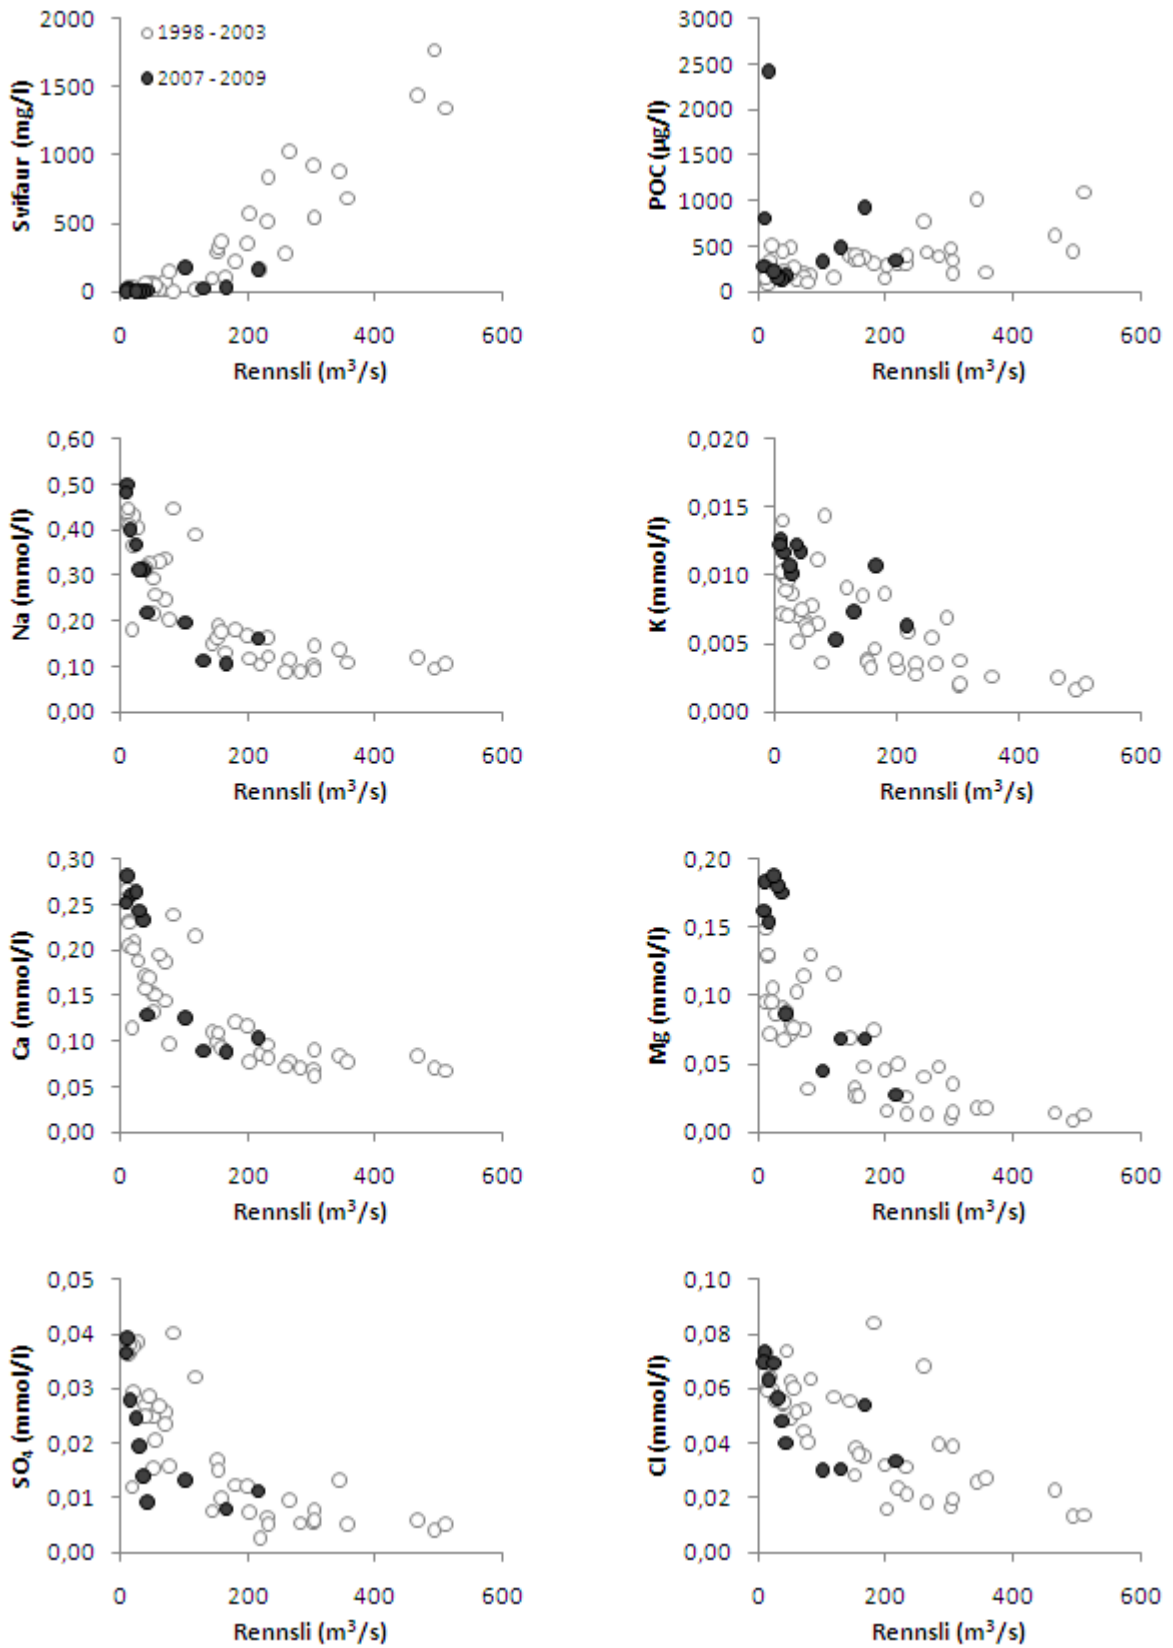 Svifaur (mg/l)
2000
1500
1000
500
0
1998 - 2003
2007 - 2009
0 200 400 600
Rennsli (m³/s)
POC (µg/l)
3000
2500
2000
1500
1000
500
0
0 200 400 600
Rennsli (m³/s)
Na (mmol/l)
0,60
0,50
0,40
0,30
0,20
0,10
0,00
0 200 400 600
Rennsli (m³/s)
K (mmol/l)
0,020
0,015
0,010
0,005
0,000
0 200 400 600
Rennsli (m³/s)
Ca (mmol/l)
0,30
0,25
0,20
0,15
0,10
0,05
0,00
0 200 400 600
Rennsli (m³/s)
Mg (mmol/l)
0,20
0,15
0,10
0,05
0,00
0 200 400 600
Rennsli (m³/s)
SO₄ (mmol/l)
0,05
0,04
0,03
0,02
0,01
0,00
0 200 400 600
Rennsli (m³/s)
Cl (mmol/l)
0,10
0,08
0,06
0,04
0,02
0,00
0 200 400 600
Rennsli (m³/s)